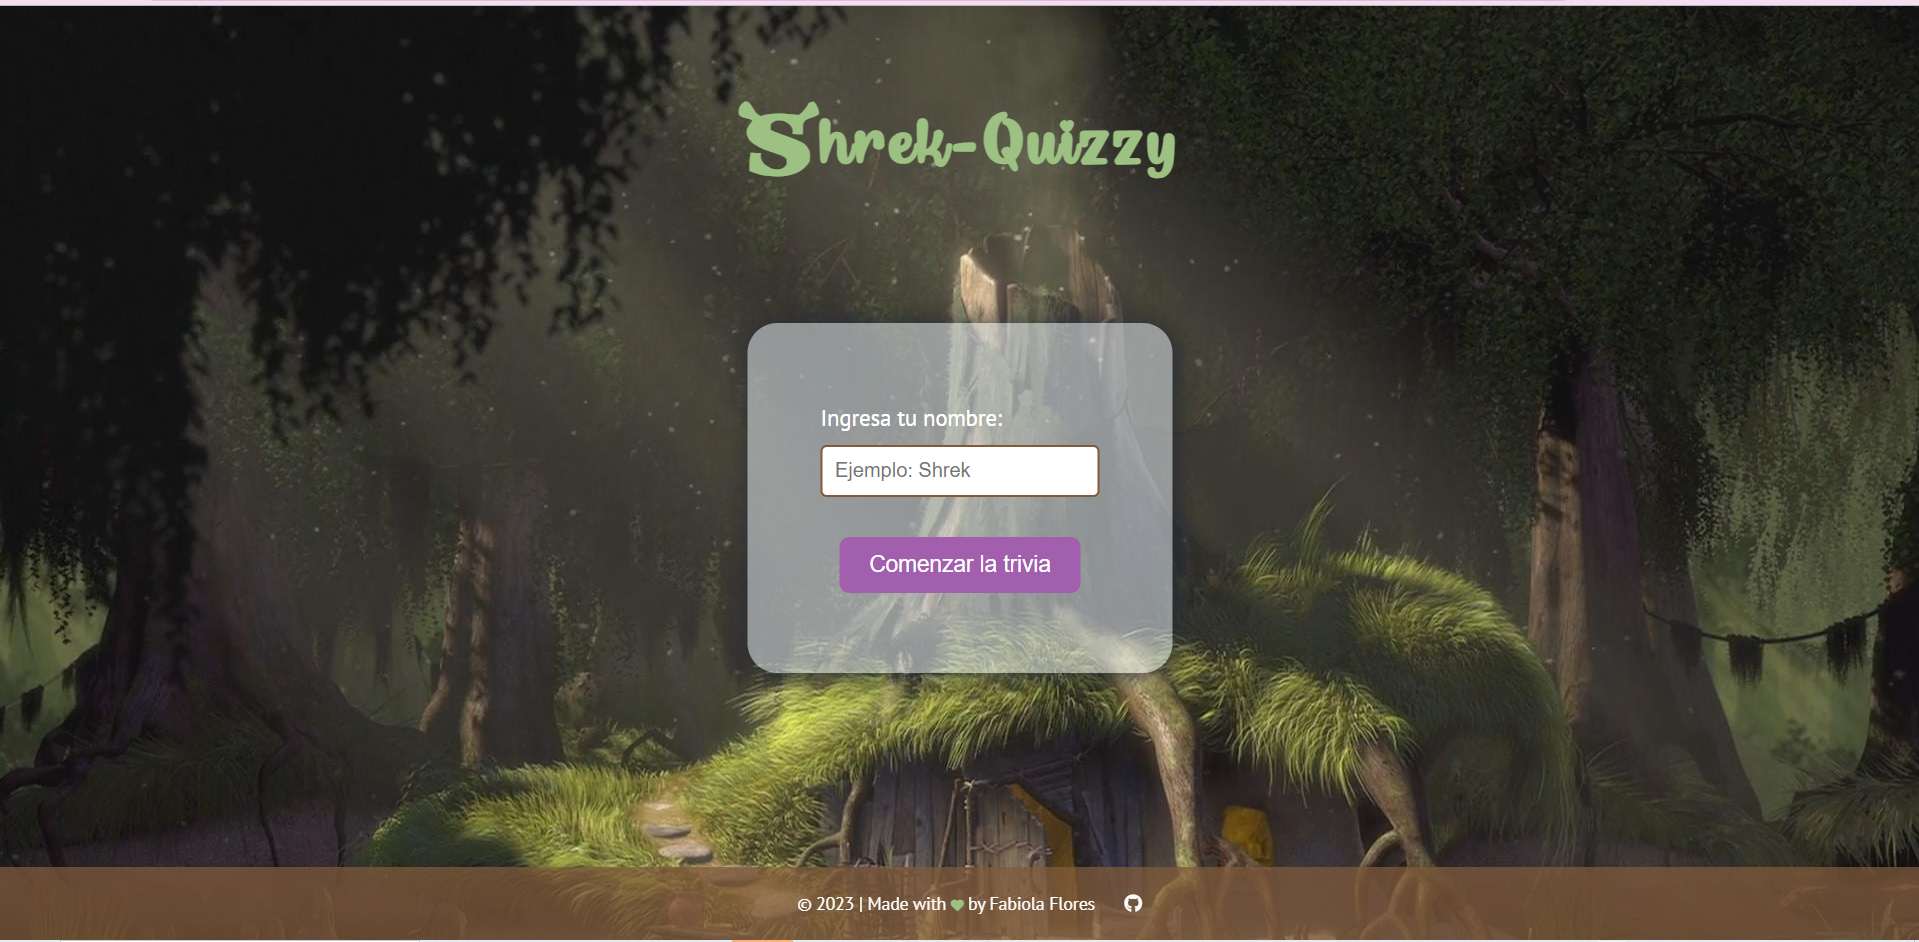 Shrek-Quizzy
Ingresa tu nombre:
Ejemplo: Shrek
Comenzar la trivia
© 2023 | Made with 💚 by Fabiola Flores